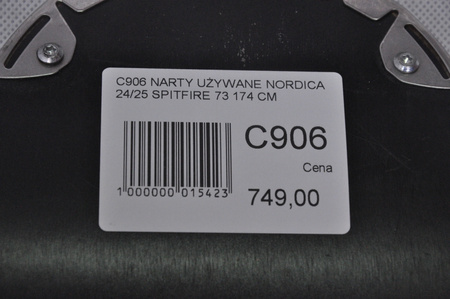 C906 NARTY UŻYWANE NORDICA
24/25 SPITFIRE 73 174 CM
C906
Cena
1 000000 015423
749,00